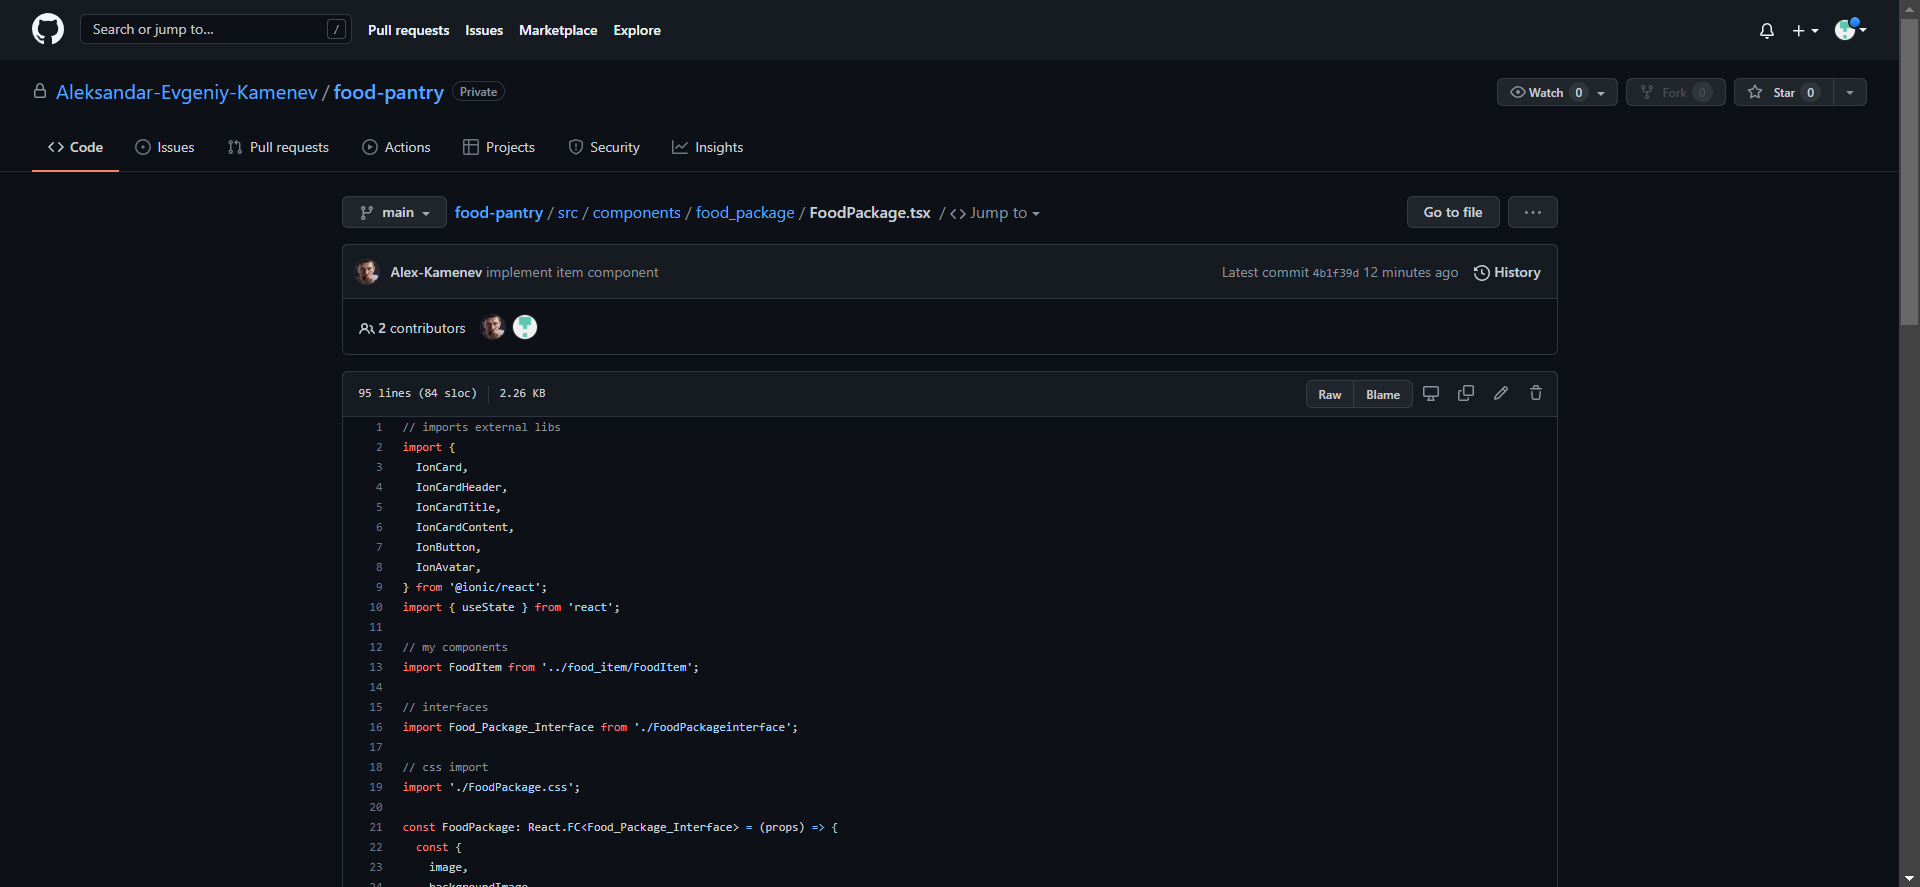 Search or jump to... /
Pull requests Issues Marketplace Explore
Aleksandar-Evgeniy-Kamenev / food-pantry Private
Watch 0 Fork 0 Star 0
Code Issues Pull requests Actions Projects Security Insights
main food-pantry / src / components / food_package / FoodPackage.tsx / <> Jump to
Go to file ...
Alex-Kamenev implement item component Latest commit 4b1f39d 12 minutes ago History
2 contributors
95 lines (84 sloc) 2.26 KB Raw Blame
1 // imports external libs
2 import {
3 IonCard,
4 IonCardHeader,
5 IonCardTitle,
6 IonCardContent,
7 IonButton,
8 IonAvatar,
9 } from '@ionic/react';
10 import { useState } from 'react';
11
12 // my components
13 import FoodItem from '../food_item/FoodItem';
14
15 // interfaces
16 import Food_Package_Interface from './FoodPackageinterface';
17
18 // css import
19 import './FoodPackage.css';
20
21 const FoodPackage: React.FC<Food_Package_Interface> = (props) => {
22 const {
23 image,
24 backgroundImage